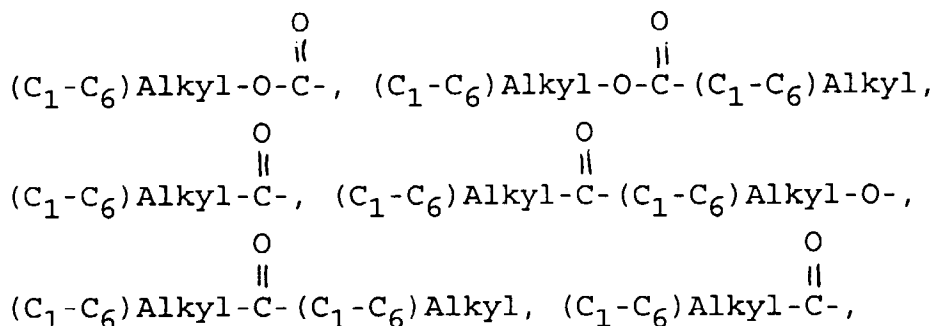 O O
|| ||
(C₁-C₆)Alkyl-O-C-, (C₁-C₆)Alkyl-O-C-(C₁-C₆)Alkyl,
O O
|| ||
(C₁-C₆)Alkyl-C-, (C₁-C₆)Alkyl-C-(C₁-C₆)Alkyl-O-,
O O
|| ||
(C₁-C₆)Alkyl-C-(C₁-C₆)Alkyl, (C₁-C₆)Alkyl-C-,